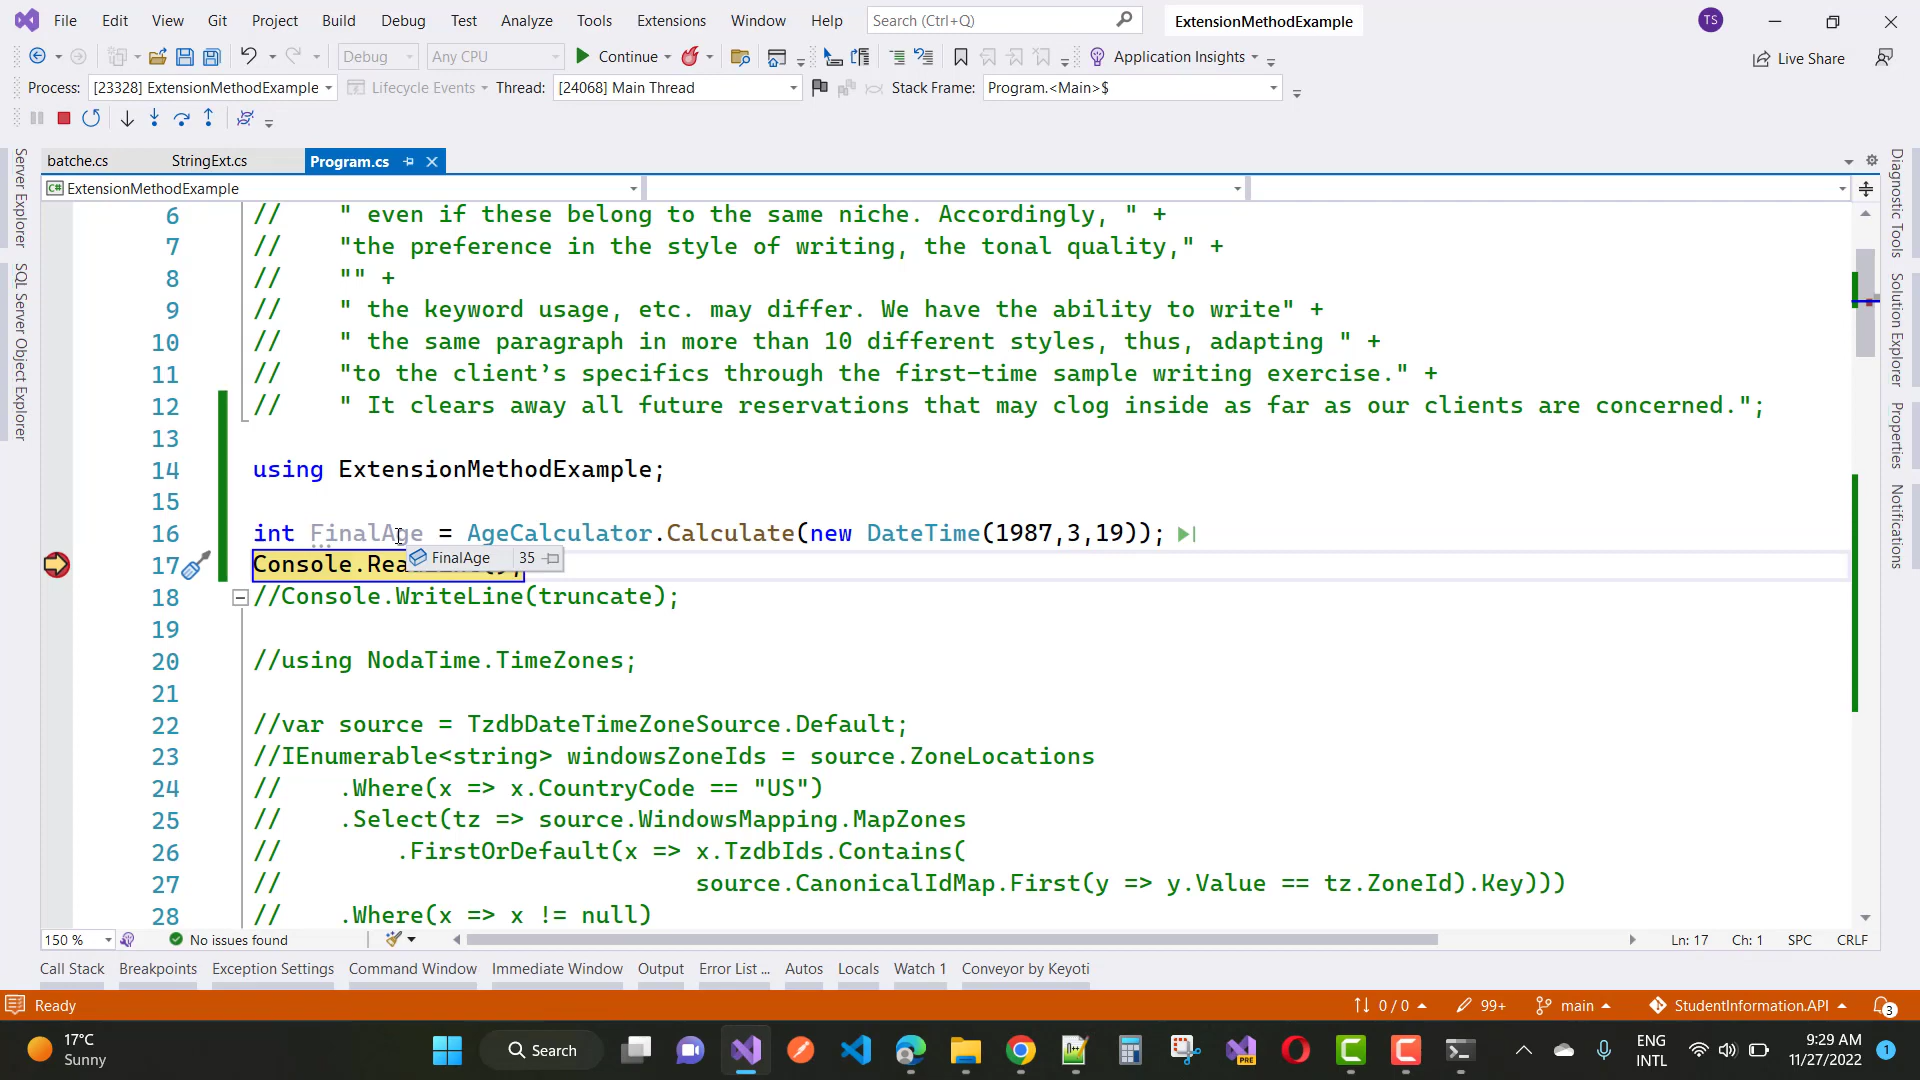 File Edit View Git Project Build Debug Test Analyze Tools Extensions Window Help Search (Ctrl+Q) ExtensionMethodExample TS
Debug Any CPU Continue Application Insights Live Share
Process: [23328] ExtensionMethodExample Lifecycle Events Thread: [24068] Main Thread Stack Frame: Program.<Main>$
batche.cs StringExt.cs Program.cs
C# ExtensionMethodExample
Server Explorer
SQL Server Object Explorer
6 // " even if these belong to the same niche. Accordingly, " +
7 // "the preference in the style of writing, the tonal quality," +
8 // "" +
9 // " the keyword usage, etc. may differ. We have the ability to write" +
10 // " the same paragraph in more than 10 different styles, thus, adapting " +
11 // "to the client’s specifics through the first-time sample writing exercise." +
12 // " It clears away all future reservations that may clog inside as far as our clients are concerned.";
13
14 using ExtensionMethodExample;
15
16 int FinalAge = AgeCalculator.Calculate(new DateTime(1987,3,19));
17 Console.Rea
FinalAge 35
18 //Console.WriteLine(truncate);
19
20 //using NodaTime.TimeZones;
21
22 //var source = TzdbDateTimeZoneSource.Default;
23 //IEnumerable<string> windowsZoneIds = source.ZoneLocations
24 // .Where(x => x.CountryCode == "US")
25 // .Select(tz => source.WindowsMapping.MapZones
26 // .FirstOrDefault(x => x.TzdbIds.Contains(
27 // source.CanonicalIdMap.First(y => y.Value == tz.ZoneId).Key)))
28 // .Where(x => x != null)
Diagnostic Tools
Solution Explorer
Properties
Notifications
150 % No issues found Ln: 17 Ch: 1 SPC CRLF
Call Stack Breakpoints Exception Settings Command Window Immediate Window Output Error List ... Autos Locals Watch 1 Conveyor by Keyoti
Ready 0 / 0 99+ main StudentInformation.API 3
17°C
Sunny
Search
PRE
ENG
INTL
9:29 AM
11/27/2022
1